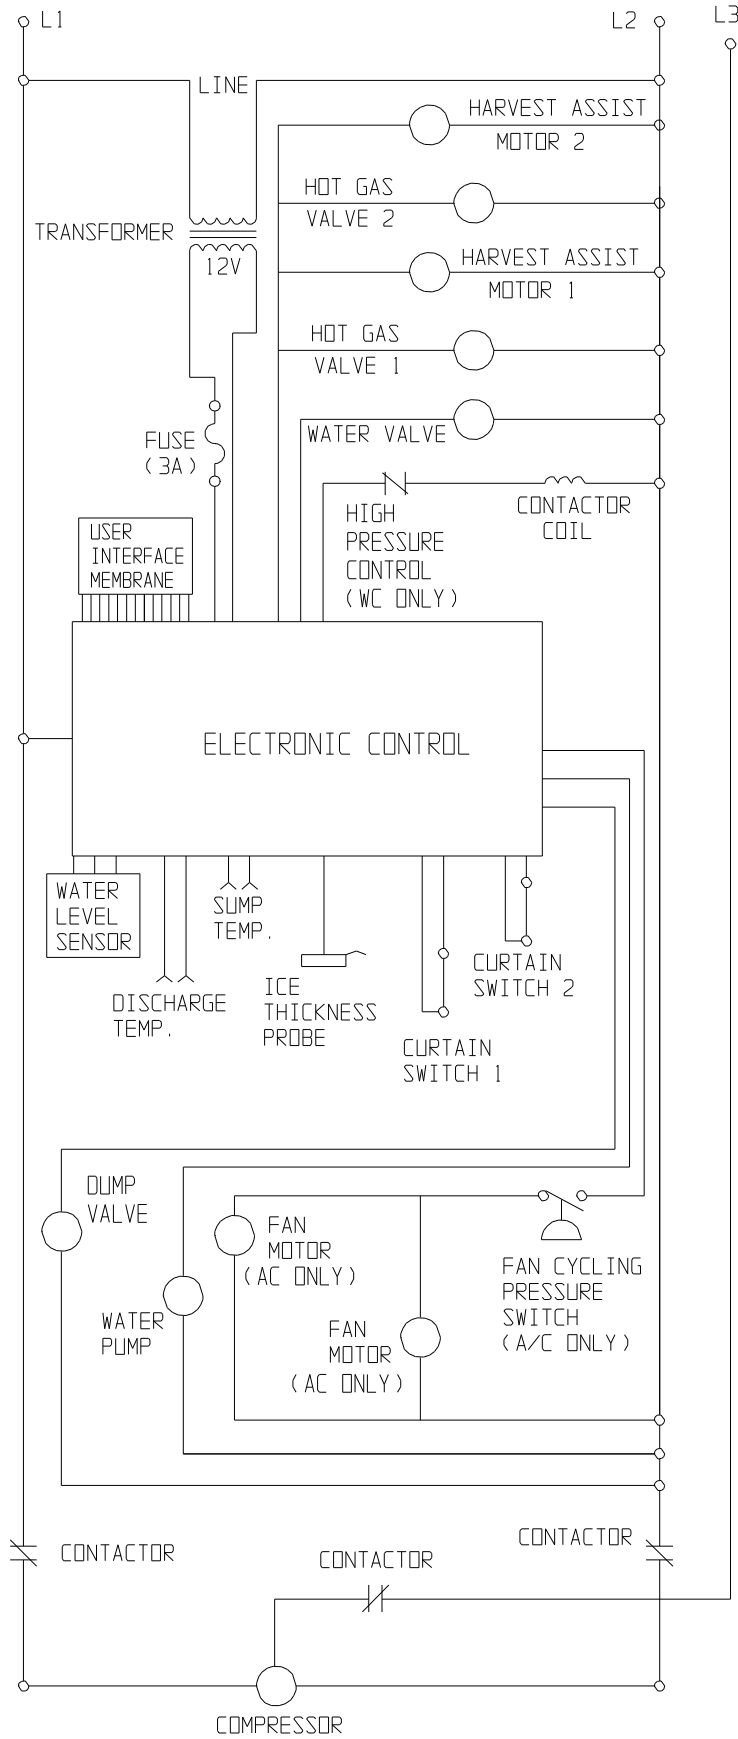 L1
L2
L3
LINE
HARVEST ASSIST
MOTOR 2
HOT GAS
VALVE 2
TRANSFORMER
12V
HARVEST ASSIST
MOTOR 1
HOT GAS
VALVE 1
FUSE
(3A)
WATER VALVE
HIGH
PRESSURE
CONTROL
(WC ONLY)
CONTACTOR
COIL
USER
INTERFACE
MEMBRANE
ELECTRONIC CONTROL
WATER
LEVEL
SENSOR
SUMP
TEMP.
DISCHARGE
TEMP.
ICE
THICKNESS
PROBE
CURTAIN
SWITCH 2
CURTAIN
SWITCH 1
DUMP
VALVE
FAN
MOTOR
(AC ONLY)
WATER
PUMP
FAN
MOTOR
(AC ONLY)
FAN CYCLING
PRESSURE
SWITCH
(A/C ONLY)
CONTACTOR
CONTACTOR
CONTACTOR
COMPRESSOR